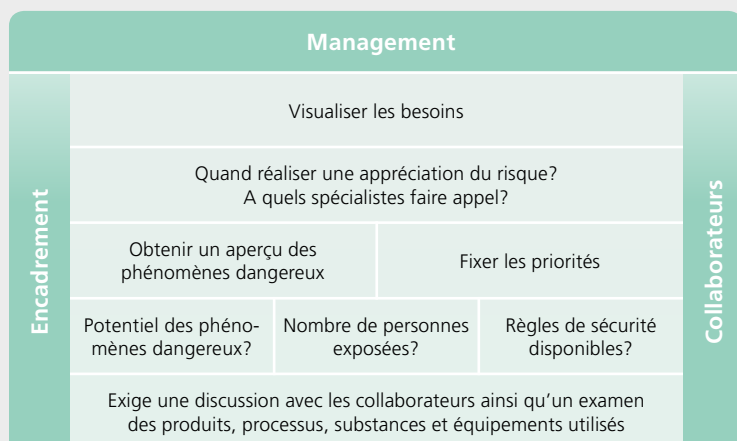 Management
Encadrement
Visualiser les besoins
Quand réaliser une appréciation du risque?
A quels spécialistes faire appel?
Obtenir un aperçu des
phénomènes dangereux
Fixer les priorités
Potentiel des phéno-
mènes dangereux?
Nombre de personnes
exposées?
Règles de sécurité
disponibles?
Exige une discussion avec les collaborateurs ainsi qu’un examen
des produits, processus, substances et équipements utilisés
Collaborateurs